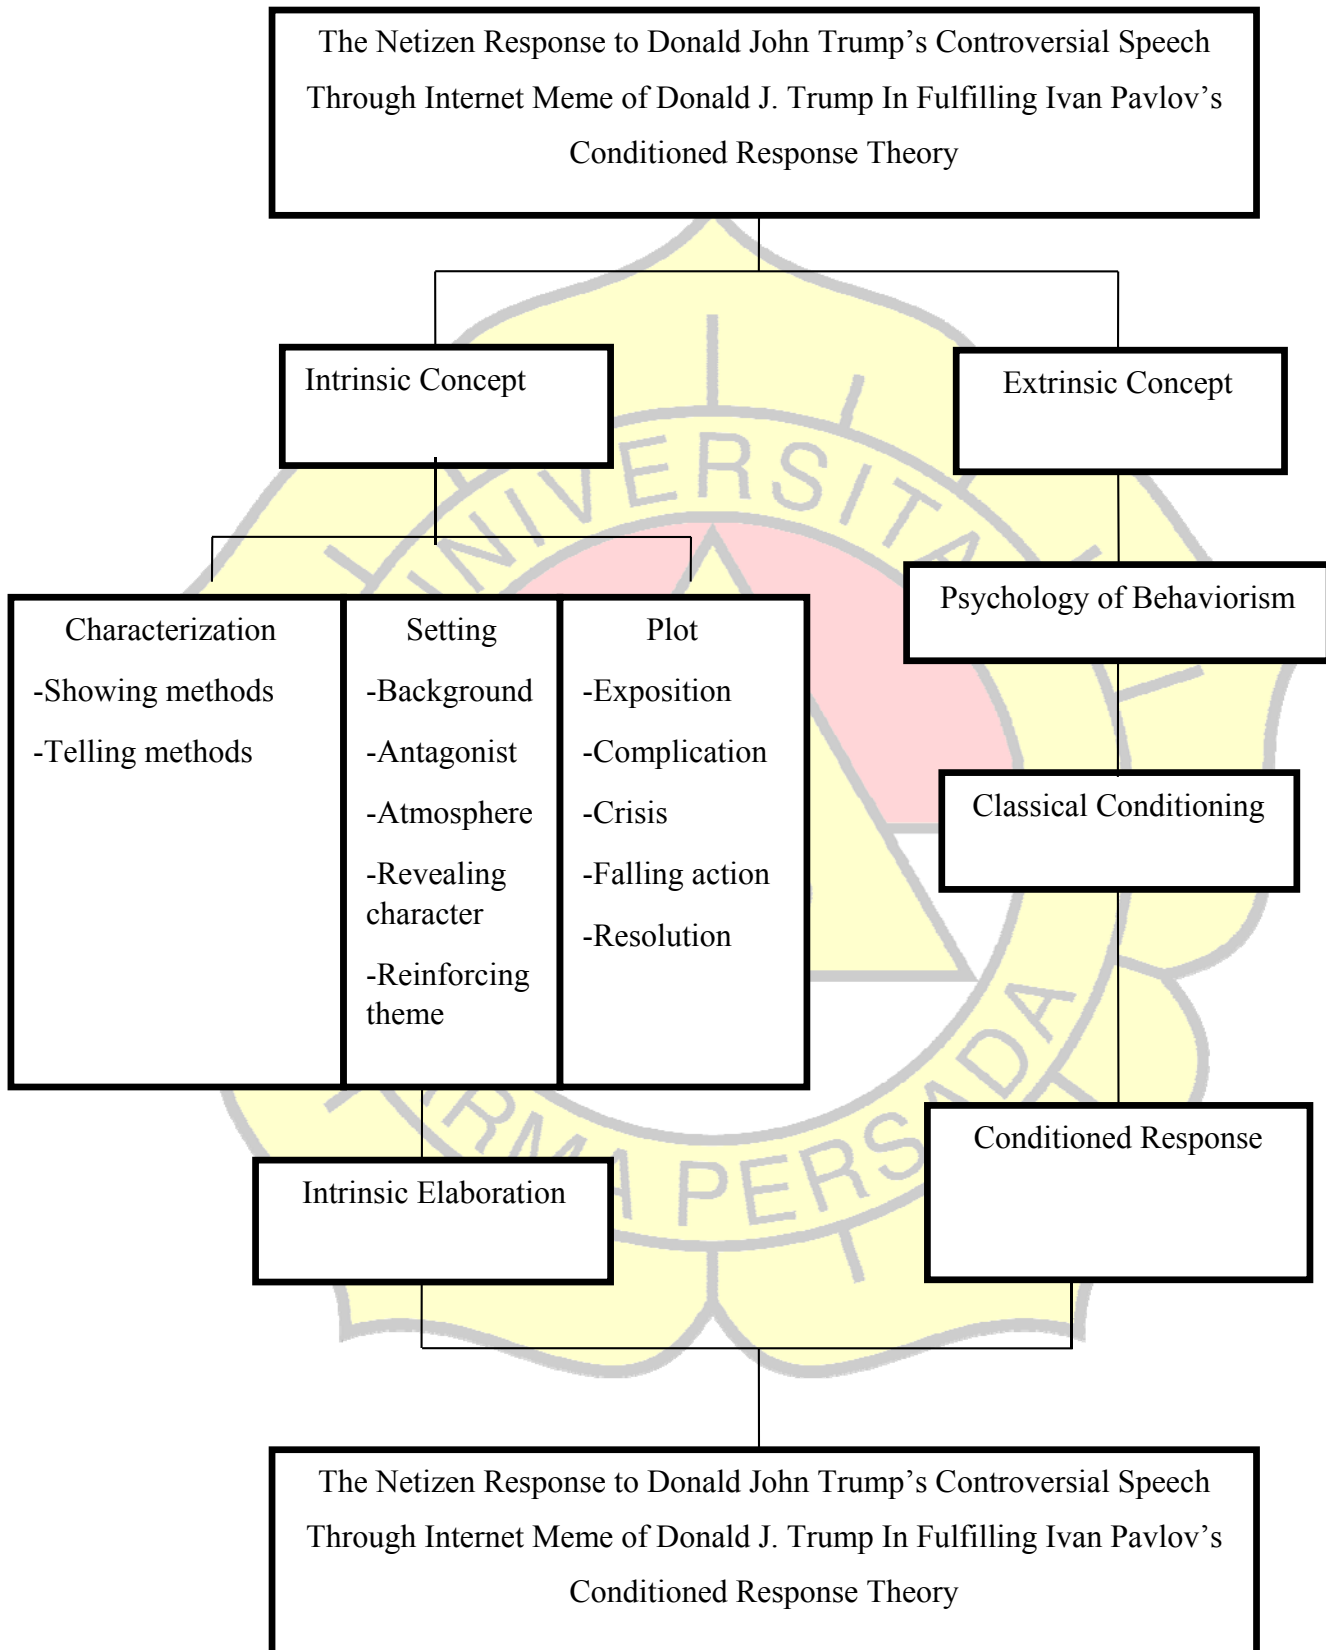 The Netizen Response to Donald John Trump’s Controversial Speech
Through Internet Meme of Donald J. Trump In Fulfilling Ivan Pavlov’s
Conditioned Response Theory
Intrinsic Concept
Extrinsic Concept
Psychology of Behaviorism
Characterization
-Showing methods
-Telling methods
Setting
-Background
-Antagonist
-Atmosphere
-Revealing
character
-Reinforcing
theme
Plot
-Exposition
-Complication
-Crisis
-Falling action
-Resolution
Classical Conditioning
Conditioned Response
Intrinsic Elaboration
The Netizen Response to Donald John Trump’s Controversial Speech
Through Internet Meme of Donald J. Trump In Fulfilling Ivan Pavlov’s
Conditioned Response Theory
UNIVERSITA
RMA PERSADA